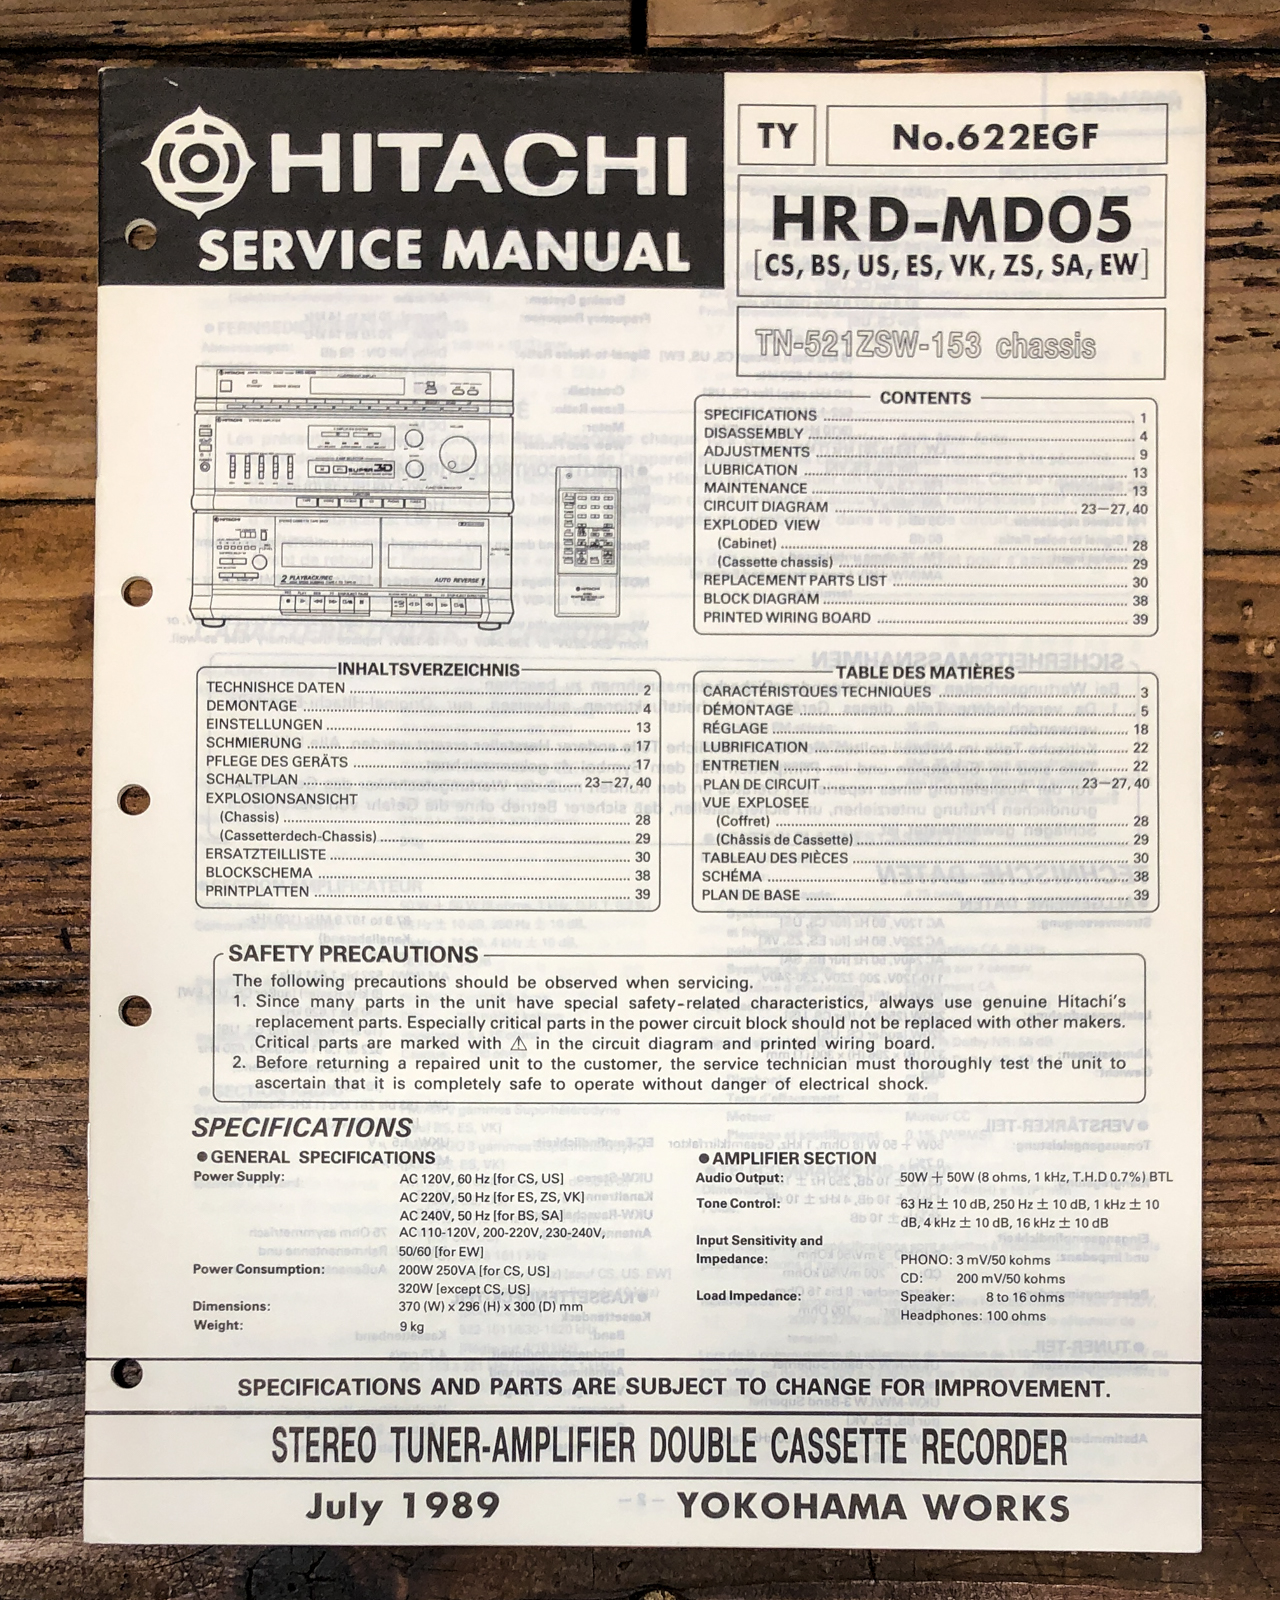 HITACHI
SERVICE MANUAL
TY
No.622EGF
HRD-MD05
[CS, BS, US, ES, VK, ZS, SA, EW]
TN-521ZSW-153 chassis
CONTENTS
SPECIFICATIONS 1
DISASSEMBLY 4
ADJUSTMENTS 9
LUBRICATION 13
MAINTENANCE 13
CIRCUIT DIAGRAM 23—27, 40
EXPLODED VIEW
(Cabinet) 28
(Cassette chassis) 29
REPLACEMENT PARTS LIST 30
BLOCK DIAGRAM 38
PRINTED WIRING BOARD 39
HITACHI
HITACHI
SUPER 3D
HITACHI
2 PLAYBACK/REC
AUTO REVERSE 1
HITACHI
INHALTSVERZEICHNIS
TECHNISHCE DATEN 2
DEMONTAGE 4
EINSTELLUNGEN 13
SCHMIERUNG 17
PFLEGE DES GERÄTS 17
SCHALTPLAN 23—27, 40
EXPLOSIONSANSICHT
(Chassis) 28
(Cassetterdech-Chassis) 29
ERSATZTEILLISTE 30
BLOCKSCHEMA 38
PRINTPLATTEN 39
TABLE DES MATIÈRES
CARACTÉRISTQUES TECHNIQUES 3
DÉMONTAGE 5
RÉGLAGE 18
LUBRIFICATION 22
ENTRETIEN 22
PLAN DE CIRCUIT 23—27, 40
VUE EXPLOSEE
(Coffret) 28
(Châssis de Cassette) 29
TABLEAU DES PIÈCES 30
SCHÉMA 38
PLAN DE BASE 39
SAFETY PRECAUTIONS
The following precautions should be observed when servicing.
1. Since many parts in the unit have special safety-related characteristics, always use genuine Hitachi's
replacement parts. Especially critical parts in the power circuit block should not be replaced with other makers.
Critical parts are marked with ⚠ in the circuit diagram and printed wiring board.
2. Before returning a repaired unit to the customer, the service technician must thoroughly test the unit to
ascertain that it is completely safe to operate without danger of electrical shock.
SPECIFICATIONS
● GENERAL SPECIFICATIONS
Power Supply: AC 120V, 60 Hz [for CS, US]
AC 220V, 50 Hz [for ES, ZS, VK]
AC 240V, 50 Hz [for BS, SA]
AC 110-120V, 200-220V, 230-240V,
50/60 [for EW]
Power Consumption: 200W 250VA [for CS, US]
320W [except CS, US]
Dimensions: 370 (W) x 296 (H) x 300 (D) mm
Weight: 9 kg
● AMPLIFIER SECTION
Audio Output: 50W + 50W (8 ohms, 1 kHz, T.H.D 0.7%) BTL
Tone Control: 63 Hz ± 10 dB, 250 Hz ± 10 dB, 1 kHz ± 10
dB, 4 kHz ± 10 dB, 16 kHz ± 10 dB
Input Sensitivity and
Impedance: PHONO: 3 mV/50 kohms
CD: 200 mV/50 kohms
Load Impedance: Speaker: 8 to 16 ohms
Headphones: 100 ohms
SPECIFICATIONS AND PARTS ARE SUBJECT TO CHANGE FOR IMPROVEMENT.
STEREO TUNER-AMPLIFIER DOUBLE CASSETTE RECORDER
July 1989
YOKOHAMA WORKS